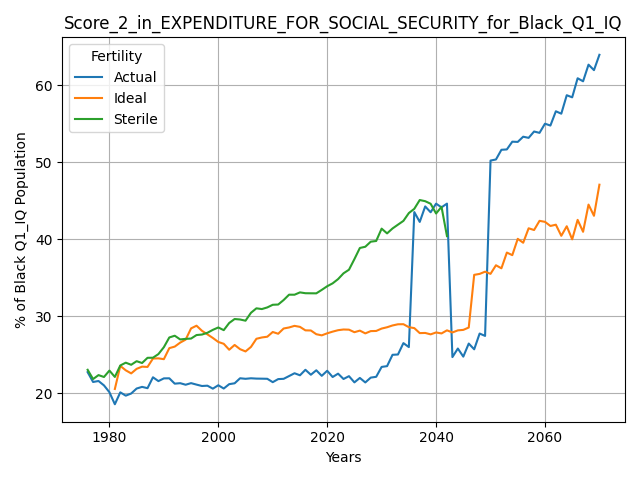 Score_2_in_EXPENDITURE_FOR_SOCIAL_SECURITY_for_Black_Q1_IQ
Fertility
Actual
Ideal
Sterile
% of Black Q1_IQ Population
60
50
40
30
20
1980
2000
2020
2040
2060
Years